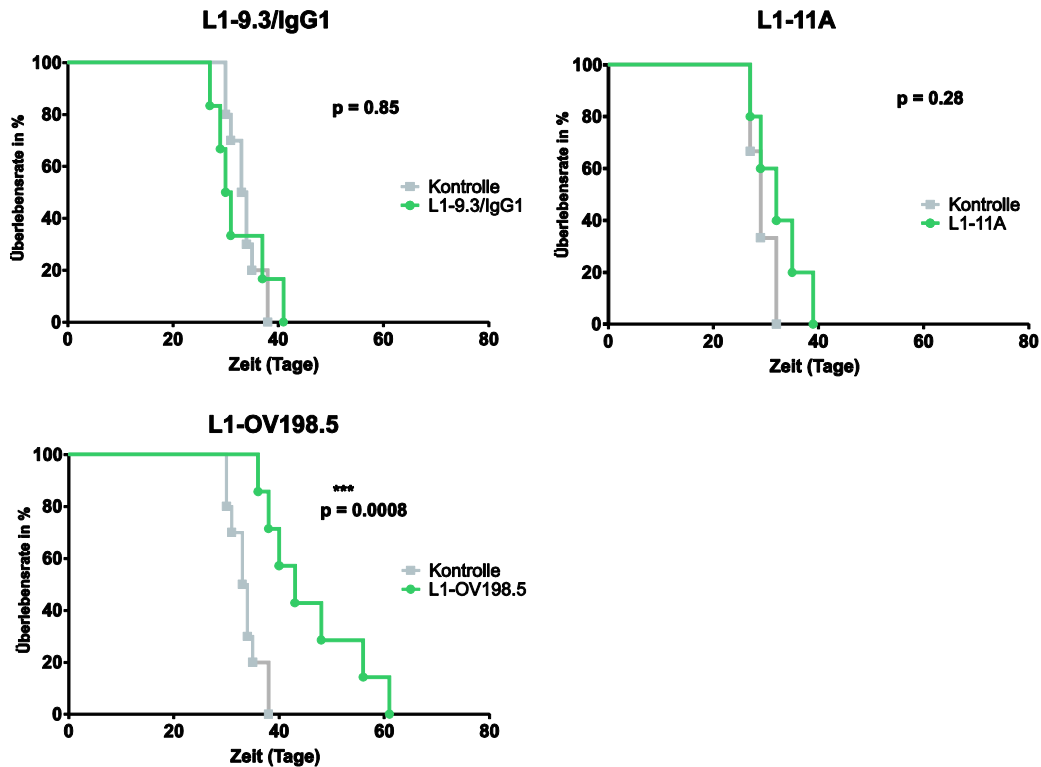 L1-9.3/IgG1
Überlebensrate in %
100
80
60
40
20
0
p = 0.85
Kontrolle
L1-9.3/IgG1
0 20 40 60 80
Zeit (Tage)
L1-11A
Überlebensrate in %
100
80
60
40
20
0
p = 0.28
Kontrolle
L1-11A
0 20 40 60 80
Zeit (Tage)
L1-OV198.5
Überlebensrate in %
100
80
60
40
20
0
***
p = 0.0008
Kontrolle
L1-OV198.5
0 20 40 60 80
Zeit (Tage)